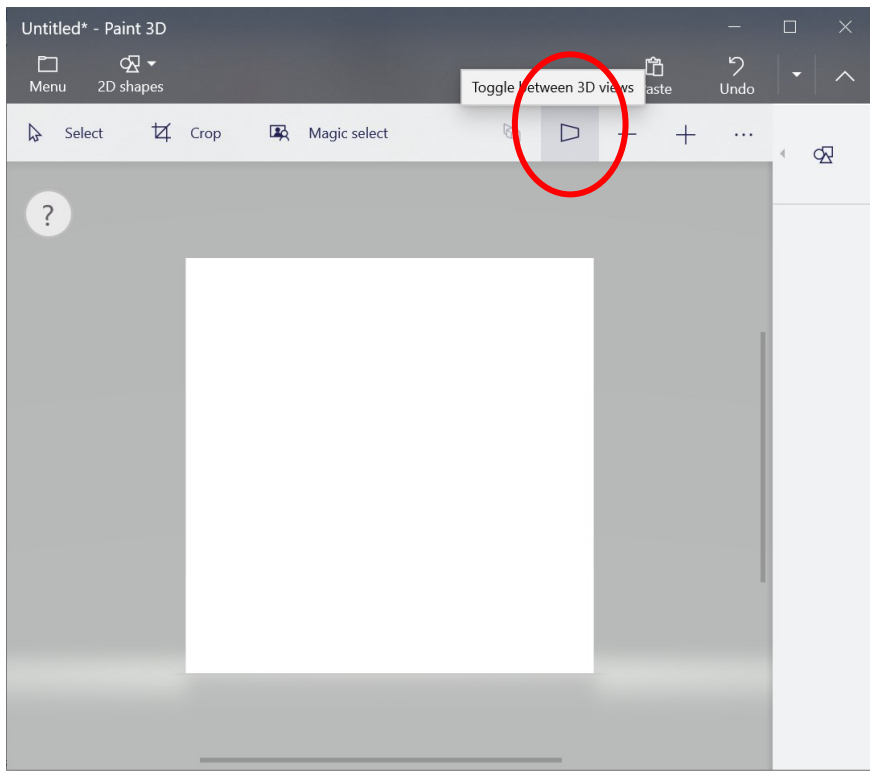 Untitled* - Paint 3D
Menu
2D shapes
Toggle between 3D views
aste
Undo
Select
Crop
Magic select
?